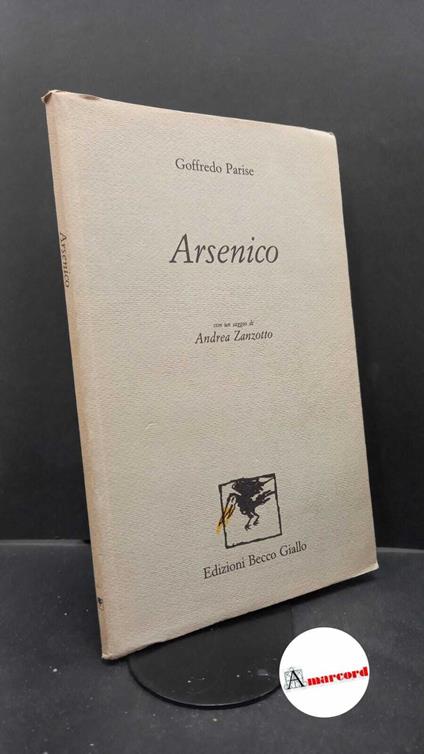 Goffredo Parise
Arsenico
con un saggio di
Andrea Zanzotto
Edizioni Becco Giallo
Arsenico
Amarcord